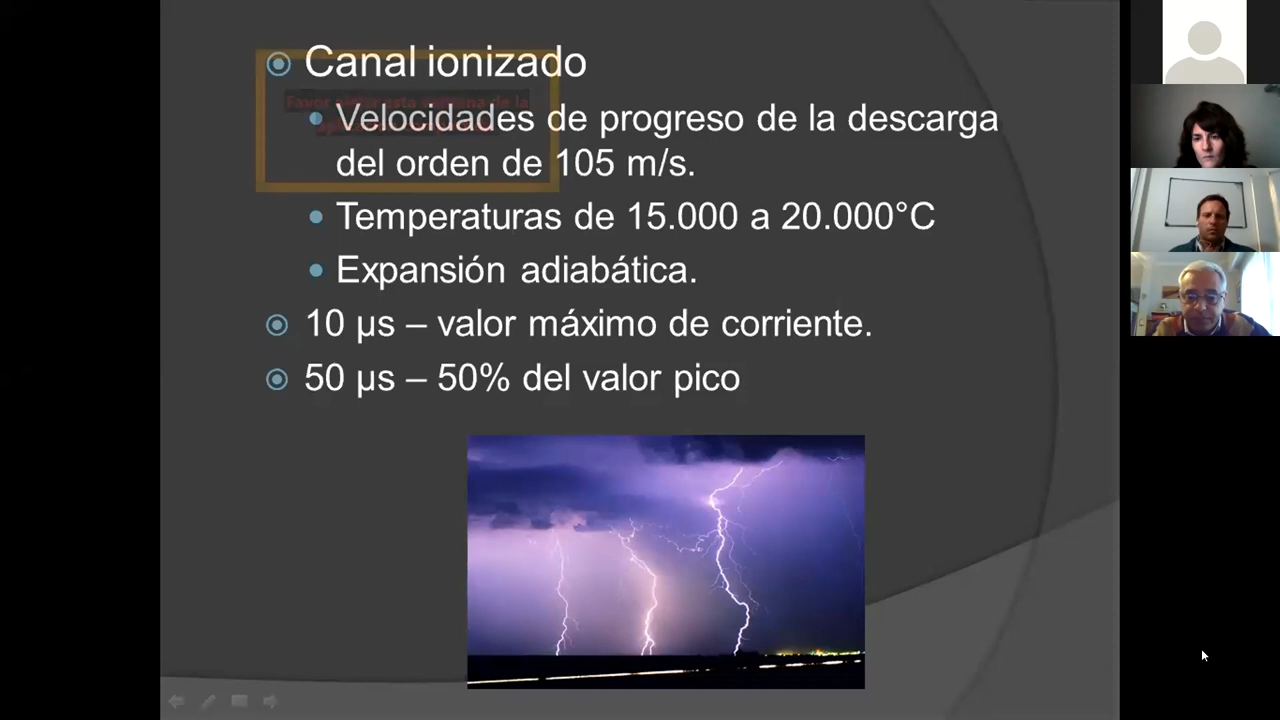 Canal ionizado
Velocidades de progreso de la descarga
del orden de 105 m/s.
Temperaturas de 15.000 a 20.000°C
Expansión adiabática.
10 μs – valor máximo de corriente.
50 μs – 50% del valor pico